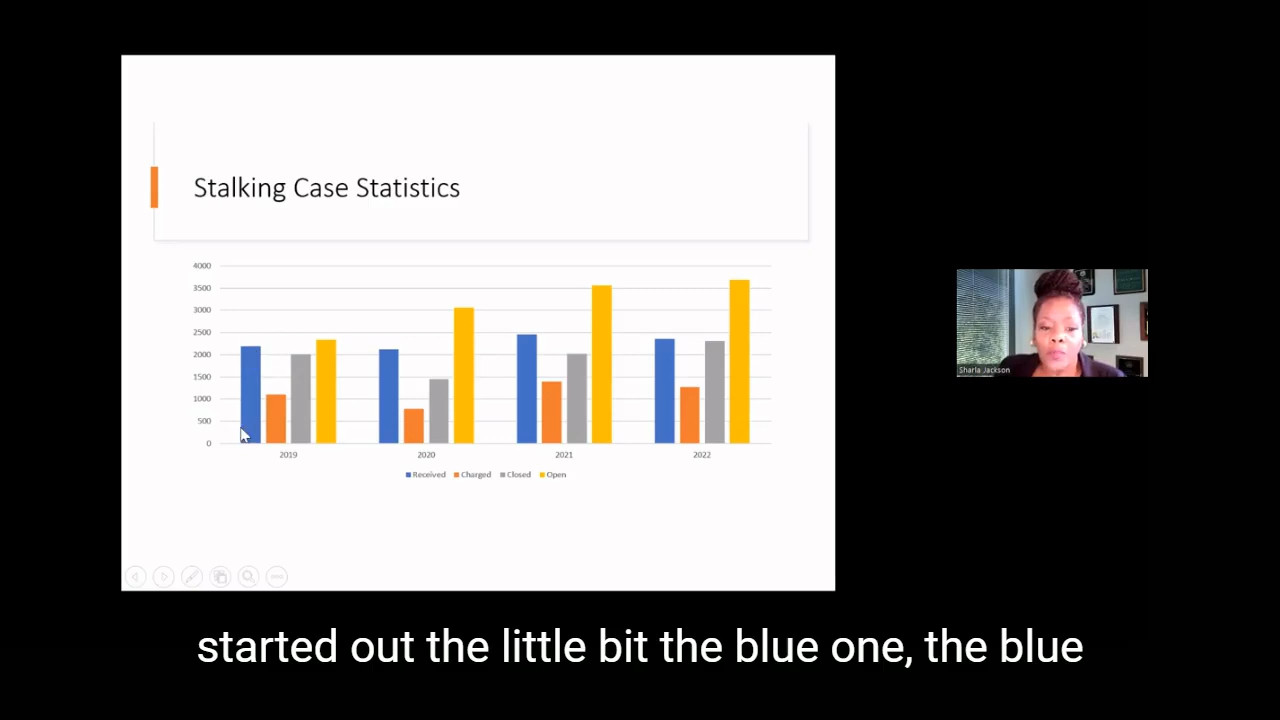 Stalking Case Statistics
4000
3500
3000
2500
2000
1500
1000
500
0
2019 2020 2021 2022
Received Charged Closed Open
Sharla Jackson
started out the little bit the blue one, the blue